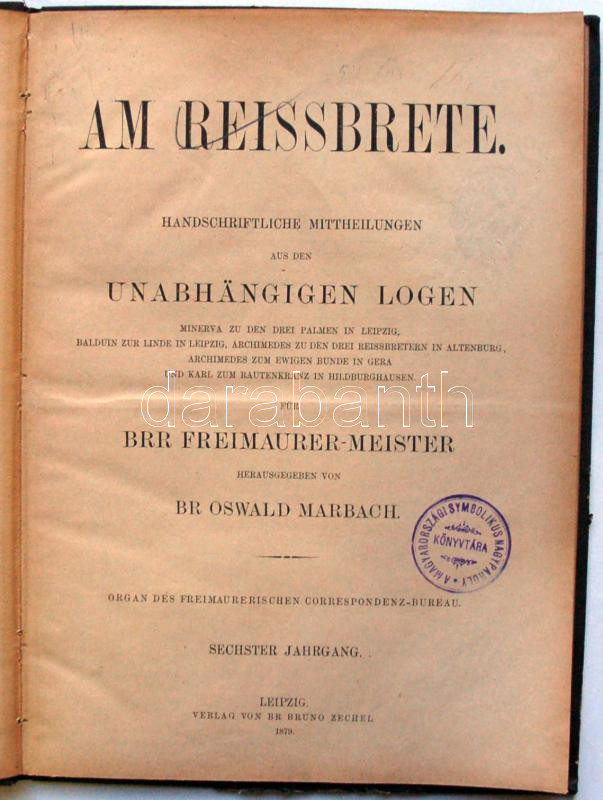 AM REISSBRETE.
HANDSCHRIFTLICHE MITTHEILUNGEN
AUS DEN
UNABHÄNGIGEN LOGEN
MINERVA ZU DEN DREI PALMEN IN LEIPZIG,
BALDUIN ZUR LINDE IN LEIPZIG, ARCHIMEDES ZU DEN DREI REISSBRETERN IN ALTENBURG,
ARCHIMEDES ZUM EWIGEN BUNDE IN GERA
UND KARL ZUM RAUTENKRANZ IN HILDBURGHAUSEN.
FÜR
darabanth
BRR FREIMAURER-MEISTER
HERAUSGEGEBEN VON
BR OSWALD MARBACH.
A MAGYARORSZÁGI SYMBOLIKUS NAGYPÁHOLY
KÖNYVTÁRA
ORGAN DES FREIMAURERISCHEN CORRESPONDENZ-BUREAU.
SECHSTER JAHRGANG.
LEIPZIG.
VERLAG VON BR BRUNO ZECHEL
1879.